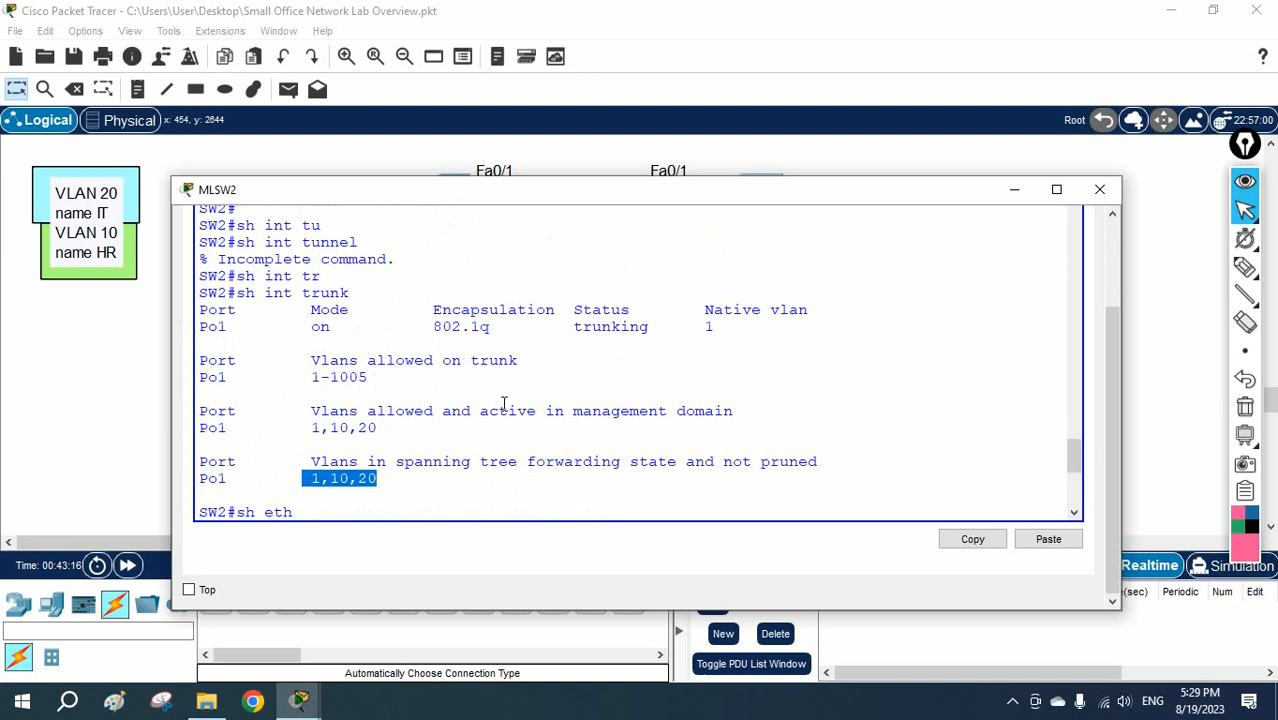 Cisco Packet Tracer - C:\Users\User\Desktop\Small Office Network Lab Overview.pkt
File Edit Options View Tools Extensions Window Help
Logical Physical x: 454, y: 2644 Root 22:57:00
Fa0/1 Fa0/1
VLAN 20
name IT
VLAN 10
name HR
MLSW2
SW2#
SW2#sh int tu
SW2#sh int tunnel
% Incomplete command.
SW2#sh int tr
SW2#sh int trunk
Port Mode Encapsulation Status Native vlan
Po1 on 802.1q trunking 1
Port Vlans allowed on trunk
Po1 1-1005
Port Vlans allowed and active in management domain
Po1 1,10,20
Port Vlans in spanning tree forwarding state and not pruned
Po1 1,10,20
SW2#sh eth
Copy Paste
Top
Time: 00:43:16 Realtime Simulation
(sec) Periodic Num Edit
New Delete
Toggle PDU List Window
Automatically Choose Connection Type
ENG 5:29 PM
8/19/2023